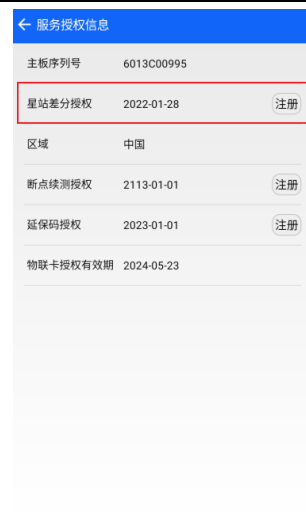 ← 服务授权信息
主板序列号 6013C00995
星站差分授权 2022-01-28 注册
区域 中国
断点续测授权 2113-01-01 注册
延保码授权 2023-01-01 注册
物联卡授权有效期 2024-05-23